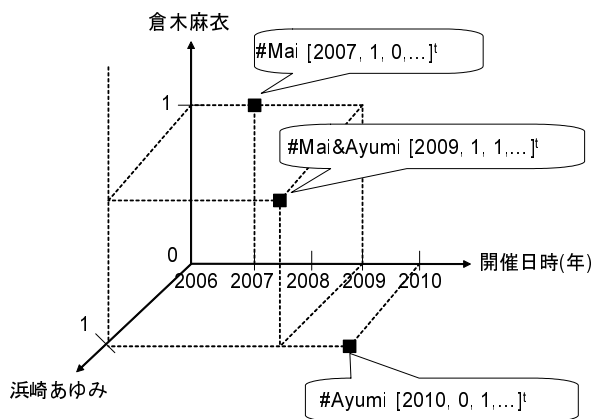 倉木麻衣
#Mai [2007, 1, 0,…]ᵗ
1
#Mai&Ayumi [2009, 1, 1,…]ᵗ
0
2006 2007 2008 2009 2010
開催日時(年)
1
浜崎あゆみ
#Ayumi [2010, 0, 1,…]ᵗ